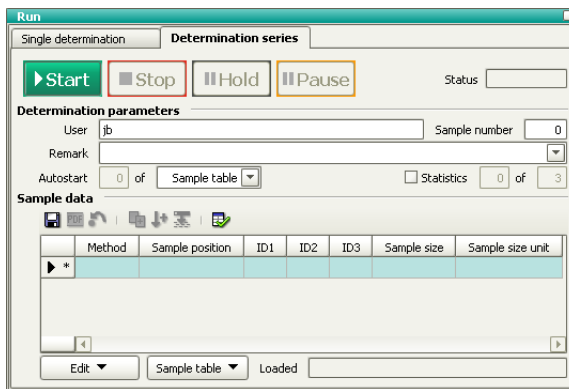 Run
Single determination Determination series
Start Stop Hold Pause Status
Determination parameters
User jb Sample number 0
Remark
Autostart 0 of Sample table Statistics 0 of 3
Sample data
PDF
Method Sample position ID1 ID2 ID3 Sample size Sample size unit
*
Edit Sample table Loaded